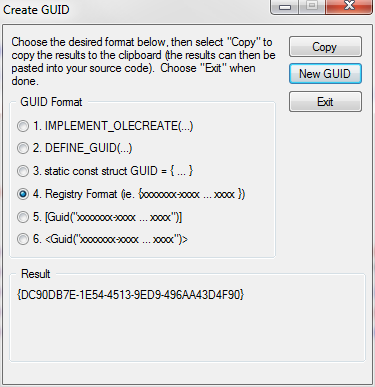 Create GUID
Choose the desired format below, then select "Copy" to
copy the results to the clipboard (the results can then be
pasted into your source code). Choose "Exit" when
done.
Copy
New GUID
Exit
GUID Format
1. IMPLEMENT_OLECREATE(...)
2. DEFINE_GUID(...)
3. static const struct GUID = { ... }
4. Registry Format (ie. {xxxxxxx-xxxx ... xxxx })
5. [Guid("xxxxxxx-xxxx ... xxxx")]
6. <Guid("xxxxxxx-xxxx ... xxxx")>
Result
{DC90DB7E-1E54-4513-9ED9-496AA43D4F90}